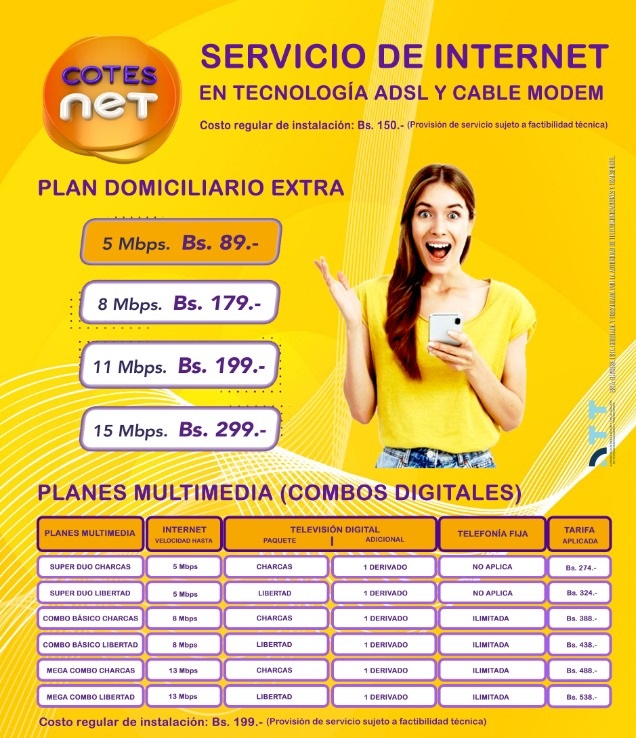 COTES
net
SERVICIO DE INTERNET
EN TECNOLOGÍA ADSL Y CABLE MODEM
Costo regular de instalación: Bs. 150.- (Provisión de servicio sujeto a factibilidad técnica)
PLAN DOMICILIARIO EXTRA
5 Mbps. Bs. 89.-
8 Mbps. Bs. 179.-
11 Mbps. Bs. 199.-
15 Mbps. Bs. 299.-
PLANES MULTIMEDIA (COMBOS DIGITALES)
PLANES MULTIMEDIA INTERNET VELOCIDAD HASTA TELEVISIÓN DIGITAL PAQUETE | ADICIONAL TELEFONÍA FIJA TARIFA APLICADA
SUPER DUO CHARCAS 5 Mbps CHARCAS 1 DERIVADO NO APLICA Bs. 274.-
SUPER DUO LIBERTAD 5 Mbps LIBERTAD 1 DERIVADO NO APLICA Bs. 324.-
COMBO BÁSICO CHARCAS 8 Mbps CHARCAS 1 DERIVADO ILIMITADA Bs. 388.-
COMBO BÁSICO LIBERTAD 8 Mbps LIBERTAD 1 DERIVADO ILIMITADA Bs. 438.-
MEGA COMBO CHARCAS 13 Mbps CHARCAS 1 DERIVADO ILIMITADA Bs. 488.-
MEGA COMBO LIBERTAD 13 Mbps LIBERTAD 1 DERIVADO ILIMITADA Bs. 538.-
Costo regular de instalación: Bs. 199.- (Provisión de servicio sujeto a factibilidad técnica)